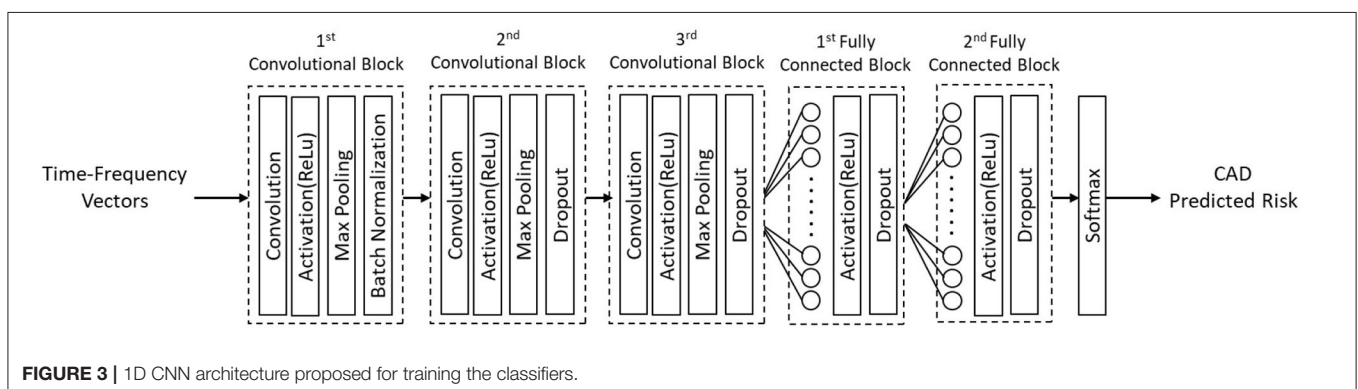 1st
Convolutional Block
2nd
Convolutional Block
3rd
Convolutional Block
1st Fully
Connected Block
2nd Fully
Connected Block
Time-Frequency
Vectors
Convolution
Activation(ReLu)
Max Pooling
Batch Normalization
Convolution
Activation(ReLu)
Max Pooling
Dropout
Convolution
Activation(ReLu)
Max Pooling
Dropout
Activation(ReLu)
Dropout
Activation(ReLu)
Dropout
Softmax
CAD
Predicted Risk
FIGURE 3 | 1D CNN architecture proposed for training the classifiers.